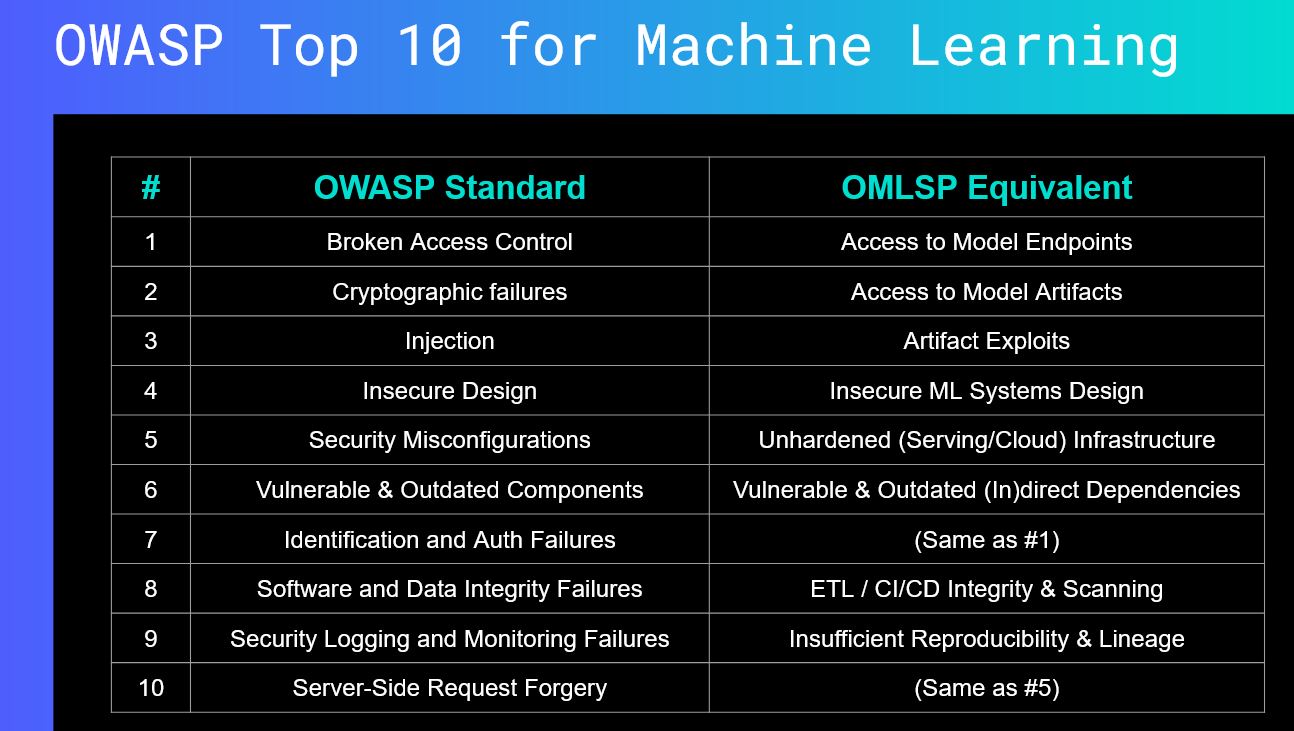 OWASP Top 10 for Machine Learning
# OWASP Standard OMLSP Equivalent
1 Broken Access Control Access to Model Endpoints
2 Cryptographic failures Access to Model Artifacts
3 Injection Artifact Exploits
4 Insecure Design Insecure ML Systems Design
5 Security Misconfigurations Unhardened (Serving/Cloud) Infrastructure
6 Vulnerable & Outdated Components Vulnerable & Outdated (In)direct Dependencies
7 Identification and Auth Failures (Same as #1)
8 Software and Data Integrity Failures ETL / CI/CD Integrity & Scanning
9 Security Logging and Monitoring Failures Insufficient Reproducibility & Lineage
10 Server-Side Request Forgery (Same as #5)